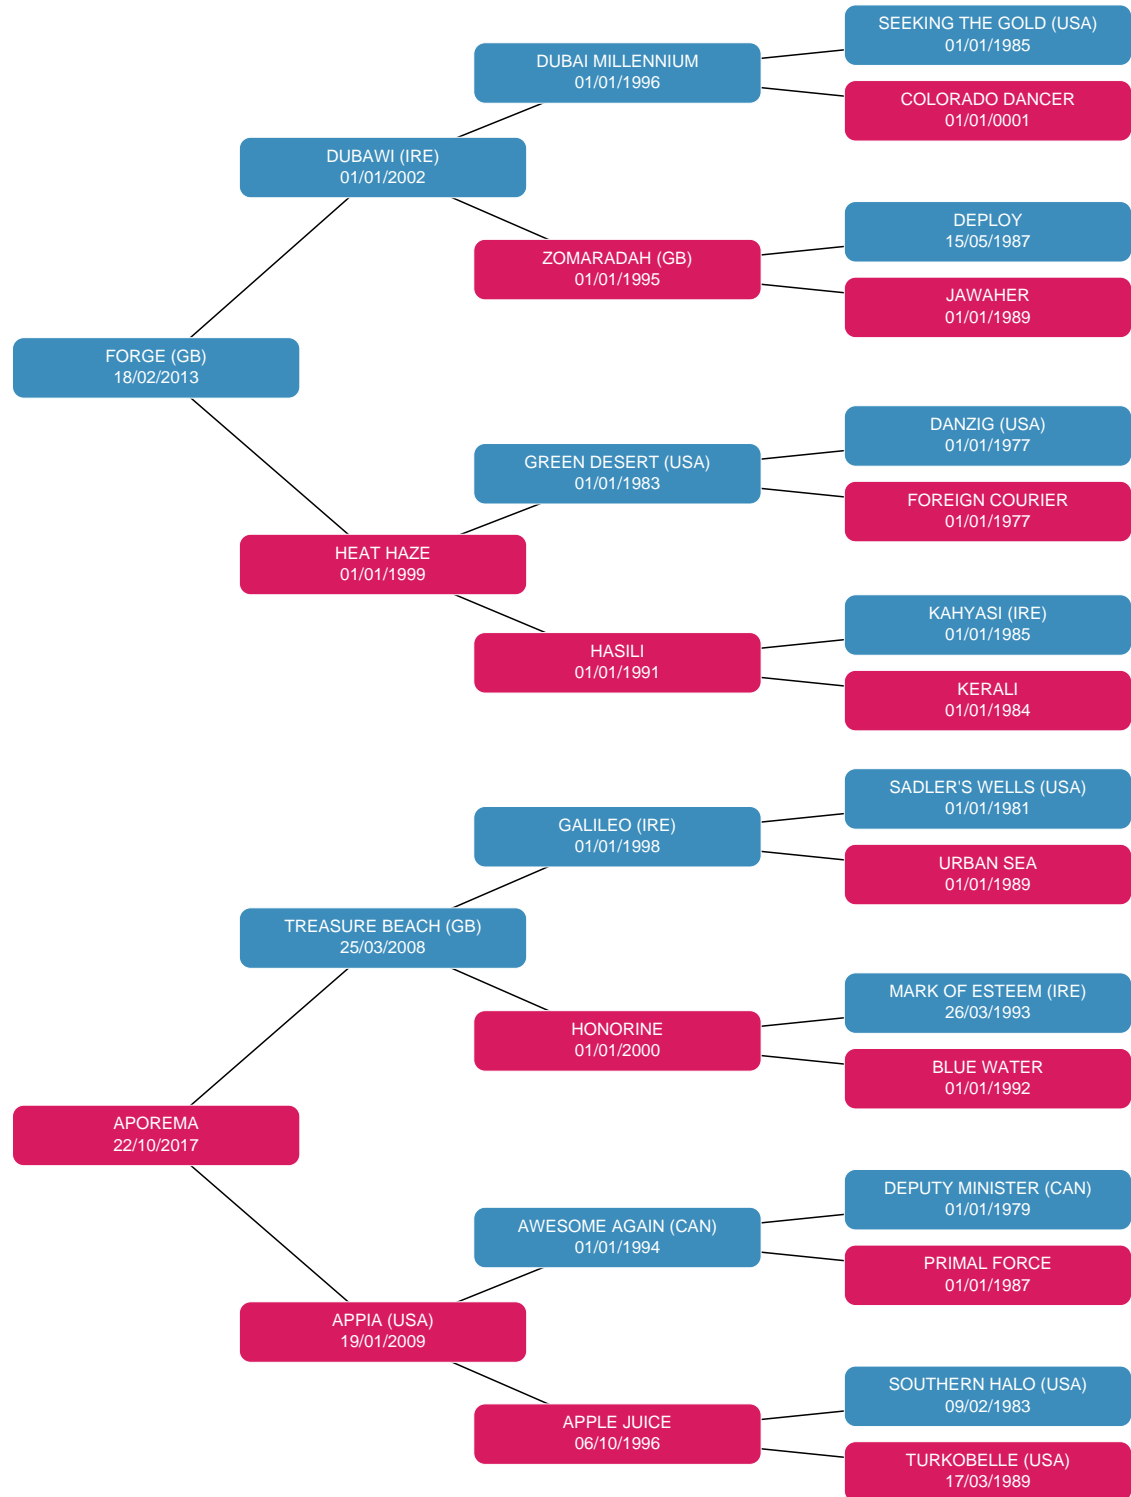 SEEKING THE GOLD (USA)
01/01/1985
DUBAI MILLENNIUM
01/01/1996
COLORADO DANCER
01/01/0001
DUBAWI (IRE)
01/01/2002
DEPLOY
15/05/1987
ZOMARADAH (GB)
01/01/1995
JAWAHER
01/01/1989
FORGE (GB)
18/02/2013
DANZIG (USA)
01/01/1977
GREEN DESERT (USA)
01/01/1983
FOREIGN COURIER
01/01/1977
HEAT HAZE
01/01/1999
KAHYASI (IRE)
01/01/1985
HASILI
01/01/1991
KERALI
01/01/1984
SADLER'S WELLS (USA)
01/01/1981
GALILEO (IRE)
01/01/1998
URBAN SEA
01/01/1989
TREASURE BEACH (GB)
25/03/2008
MARK OF ESTEEM (IRE)
26/03/1993
HONORINE
01/01/2000
BLUE WATER
01/01/1992
APOREMA
22/10/2017
DEPUTY MINISTER (CAN)
01/01/1979
AWESOME AGAIN (CAN)
01/01/1994
PRIMAL FORCE
01/01/1987
APPIA (USA)
19/01/2009
SOUTHERN HALO (USA)
09/02/1983
APPLE JUICE
06/10/1996
TURKOBELLE (USA)
17/03/1989